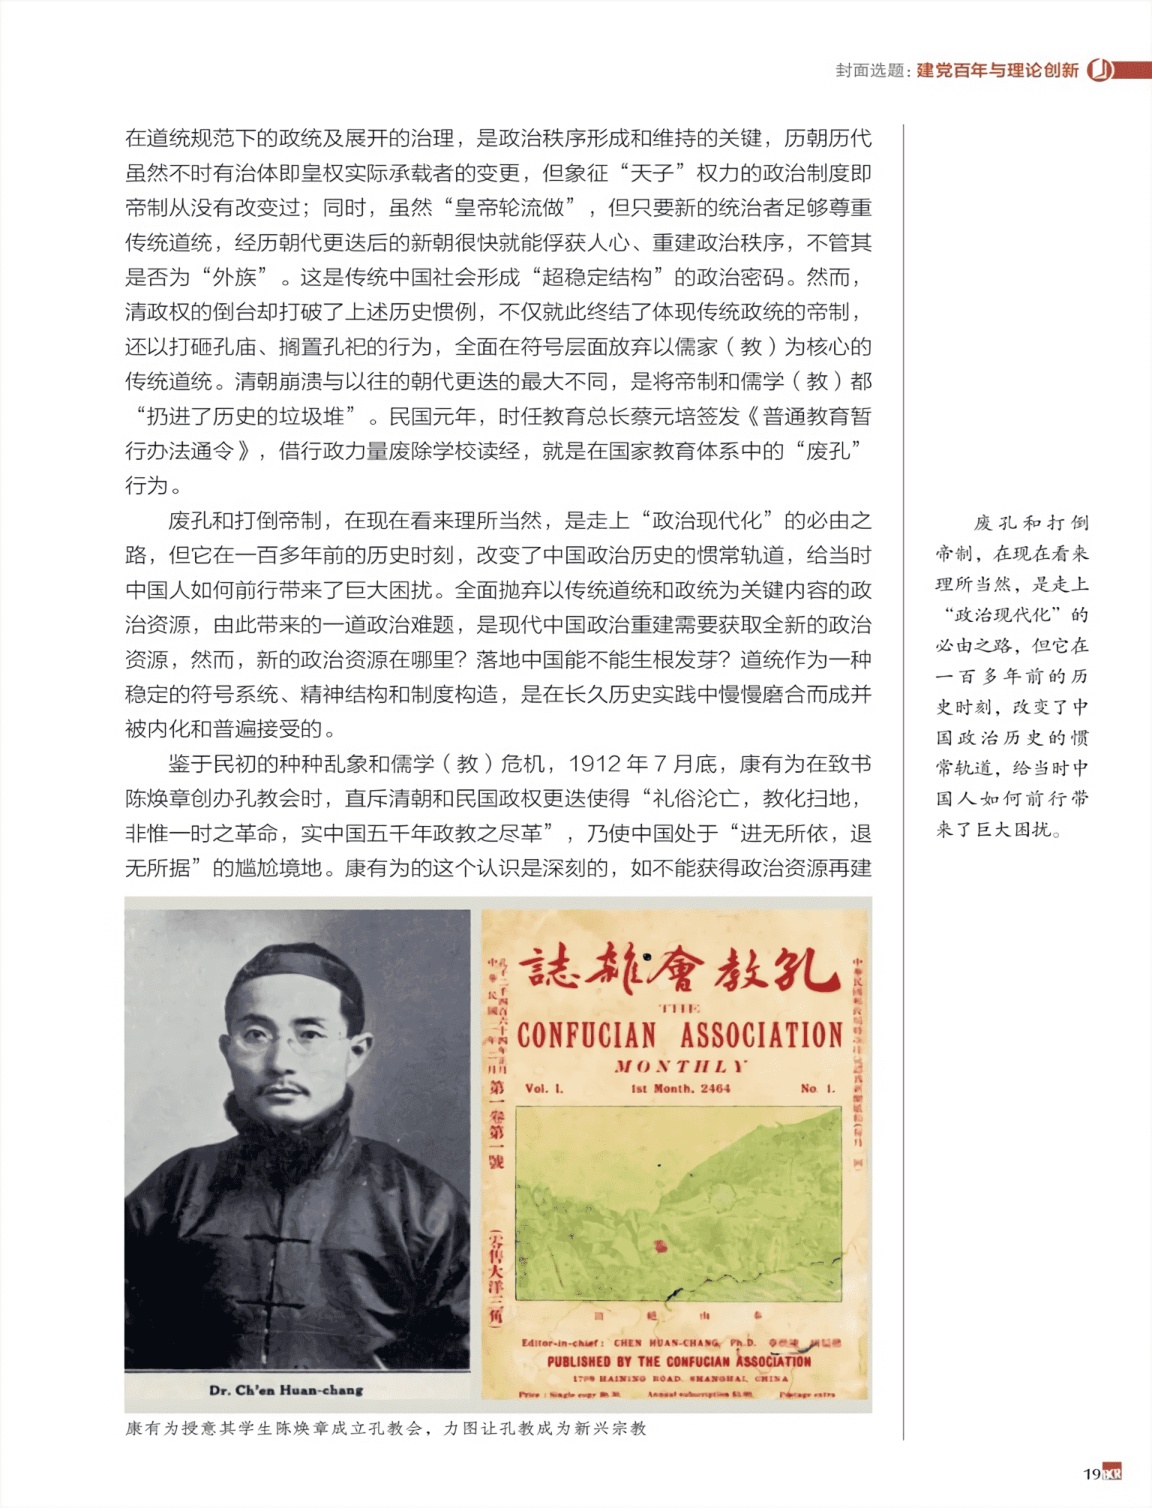 封面选题：建党百年与理论创新
在道统规范下的政统及展开的治理，是政治秩序形成和维持的关键，历朝历代
虽然不时有治体即皇权实际承载者的变更，但象征“天子”权力的政治制度即
帝制从没有改变过；同时，虽然“皇帝轮流做”，但只要新的统治者足够尊重
传统道统，经历朝代更迭后的新朝很快就能俘获人心、重建政治秩序，不管其
是否为“外族”。这是传统中国社会形成“超稳定结构”的政治密码。然而，
清政权的倒台却打破了上述历史惯例，不仅就此终结了体现传统政统的帝制，
还以打砸孔庙、搁置孔祀的行为，全面在符号层面放弃以儒家（教）为核心的
传统道统。清朝崩溃与以往的朝代更迭的最大不同，是将帝制和儒学（教）都
“扔进了历史的垃圾堆”。民国元年，时任教育总长蔡元培签发《普通教育暂
行办法通令》，借行政力量废除学校读经，就是在国家教育体系中的“废孔”
行为。
废孔和打倒帝制，在现在看来理所当然，是走上“政治现代化”的必由之
路，但它在一百多年前的历史时刻，改变了中国政治历史的惯常轨道，给当时
中国人如何前行带来了巨大困扰。全面抛弃以传统道统和政统为关键内容的政
治资源，由此带来的一道政治难题，是现代中国政治重建需要获取全新的政治
资源，然而，新的政治资源在哪里？落地中国能不能生根发芽？道统作为一种
稳定的符号系统、精神结构和制度构造，是在长久历史实践中慢慢磨合而成并
被内化和普遍接受的。
鉴于民初的种种乱象和儒学（教）危机，1912年7月底，康有为在致书
陈焕章创办孔教会时，直斥清朝和民国政权更迭使得“礼俗沦亡，教化扫地，
非惟一时之革命，实中国五千年政教之尽革”，乃使中国处于“进无所依，退
无所据”的尴尬境地。康有为的这个认识是深刻的，如不能获得政治资源再建
废孔和打倒
帝制，在现在看来
理所当然，是走上
“政治现代化”的
必由之路，但它在
一百多年前的历
史时刻，改变了中
国政治历史的惯
常轨道，给当时中
国人如何前行带
来了巨大困扰。
Dr. Ch'en Huan-chang
誌雜會教孔
THE
CONFUCIAN ASSOCIATION
MONTHLY
Vol. 1. 1st Month. 2464 No. 1.
孔子二千四百六十四年正月
中華民國二年二月
第一卷第一號
（零售大洋三角）
山 泰
Editor-in-chief: CHEN HUAN-CHANG, Ph.D.
PUBLISHED BY THE CONFUCIAN ASSOCIATION
HAINING ROAD, SHANGHAI, CHINA
Price: Single copy Annual subscription Postage extra
康有为授意其学生陈焕章成立孔教会，力图让孔教成为新兴宗教
19